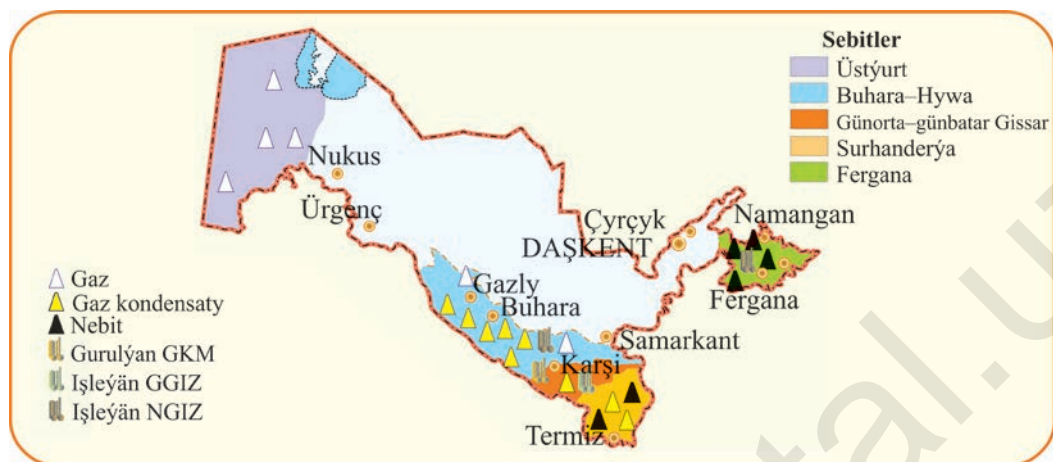 Sebitler
Üstýurt
Buhara–Hywa
Günorta–günbatar Gissar
Surhanderýa
Fergana
Nukus
Ürgenç
Çyrçyk
DAŞKENT
Namangan
Fergana
Gazly
Buhara
Samarkant
Karşi
Termiz
Gaz
Gaz kondensaty
Nebit
Gurulýan GKM
Işleýän GGIZ
Işleýän NGIZ
tal.u